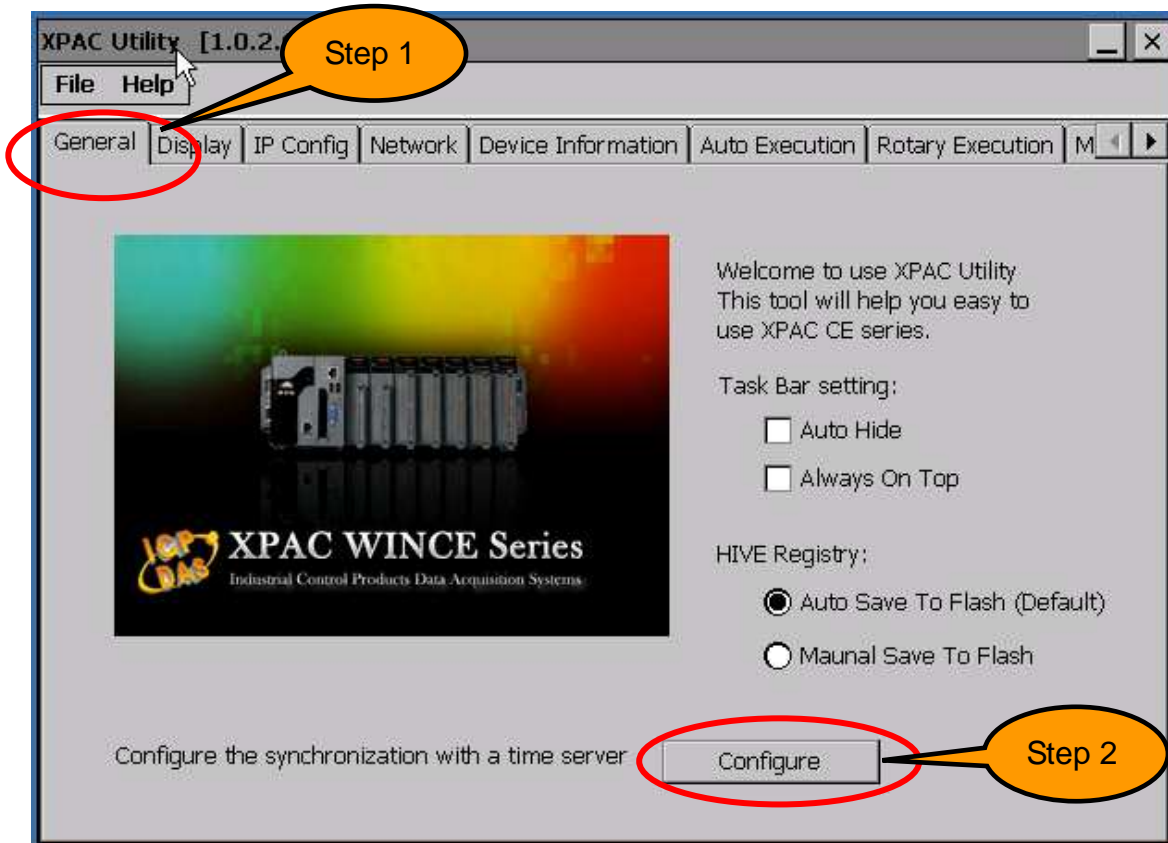 XPAC Utility [1.0.2.
Step 1
File Help
General Display IP Config Network Device Information Auto Execution Rotary Execution M
Welcome to use XPAC Utility
This tool will help you easy to
use XPAC CE series.
Task Bar setting:
Auto Hide
Always On Top
ICP DAS
XPAC WINCE Series
Industrial Control Products Data Acquisition Systems
HIVE Registry:
Auto Save To Flash (Default)
Maunal Save To Flash
Configure the synchronization with a time server
Configure
Step 2